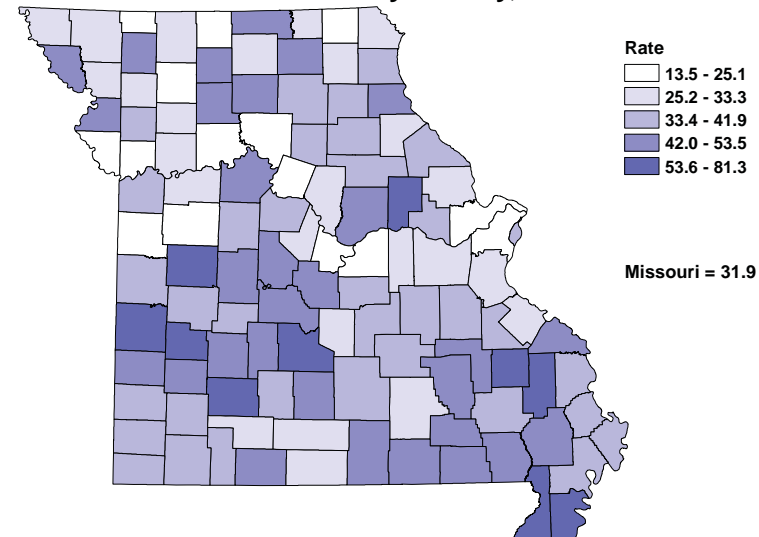 Rate
13.5 - 25.1
25.2 - 33.3
33.4 - 41.9
42.0 - 53.5
53.6 - 81.3
Missouri = 31.9